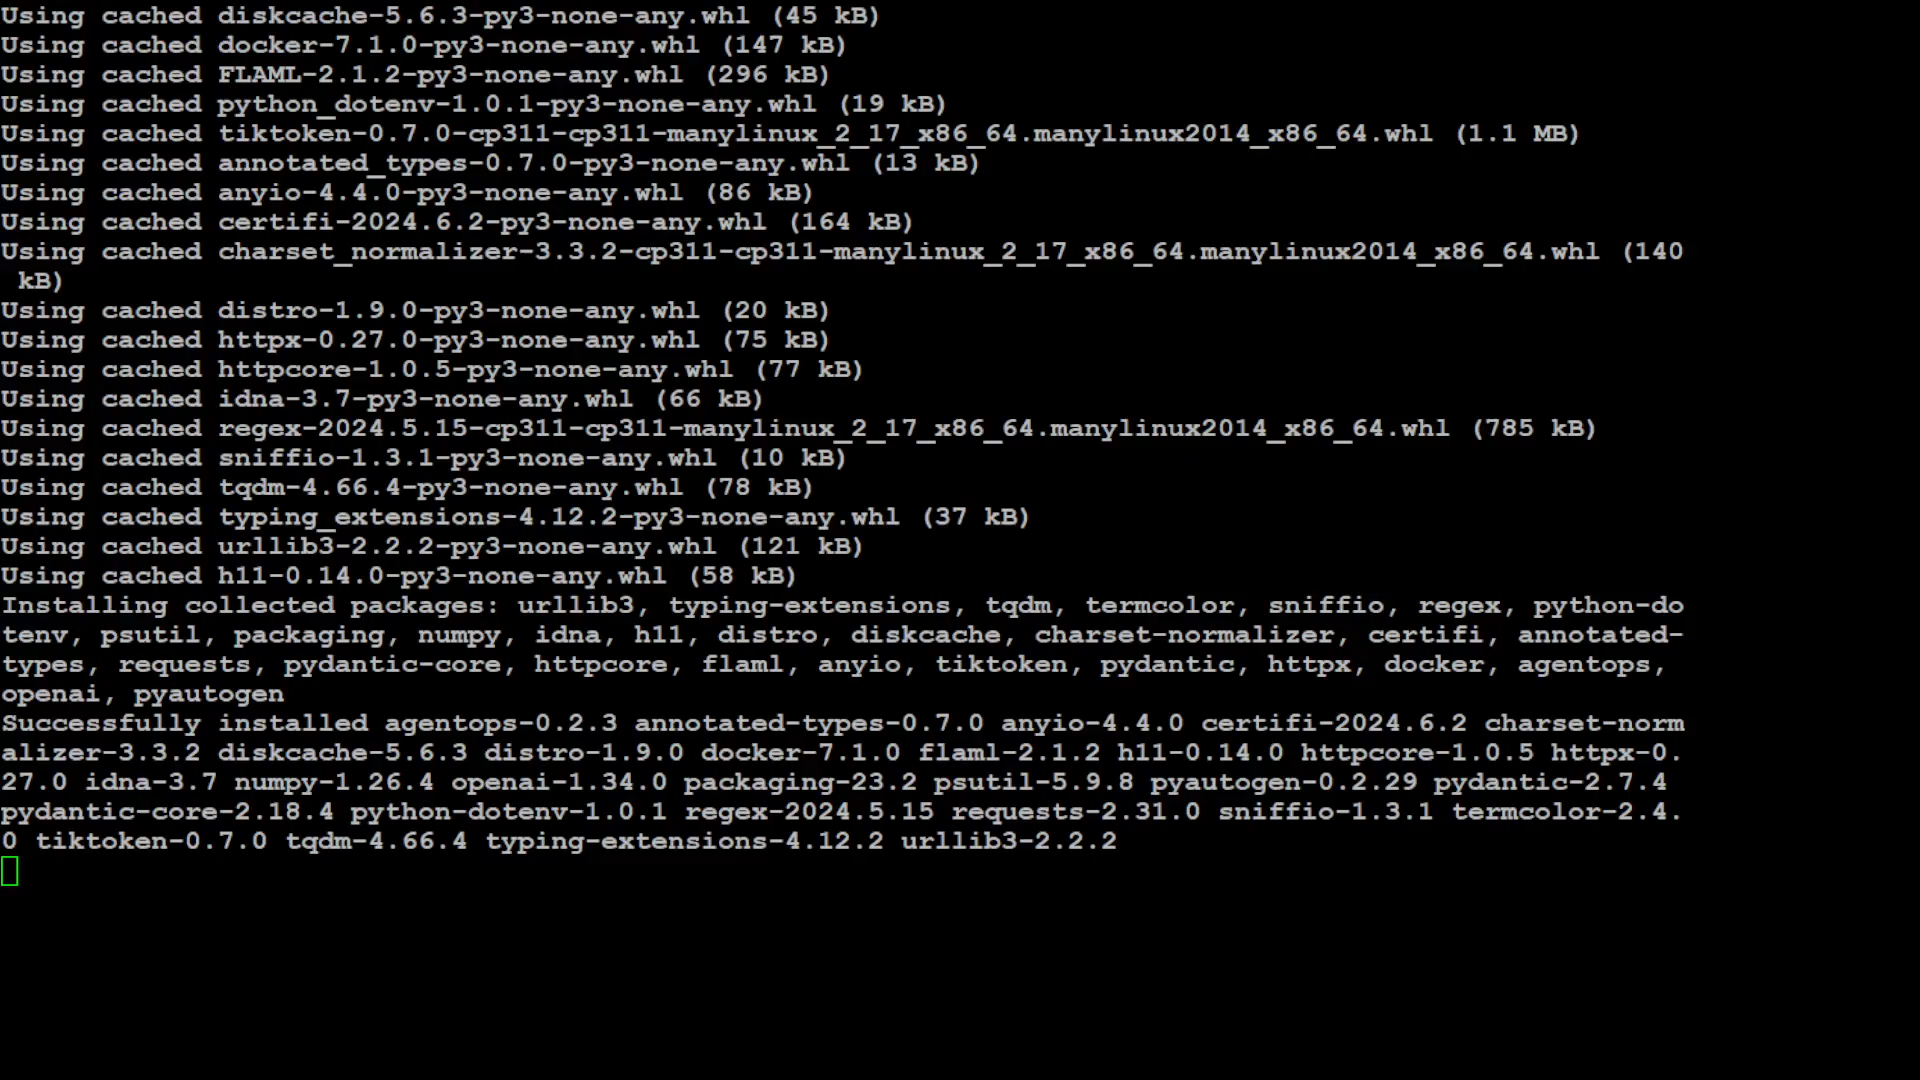 Using cached diskcache-5.6.3-py3-none-any.whl (45 kB)
Using cached docker-7.1.0-py3-none-any.whl (147 kB)
Using cached FLAML-2.1.2-py3-none-any.whl (296 kB)
Using cached python_dotenv-1.0.1-py3-none-any.whl (19 kB)
Using cached tiktoken-0.7.0-cp311-cp311-manylinux_2_17_x86_64.manylinux2014_x86_64.whl (1.1 MB)
Using cached annotated_types-0.7.0-py3-none-any.whl (13 kB)
Using cached anyio-4.4.0-py3-none-any.whl (86 kB)
Using cached certifi-2024.6.2-py3-none-any.whl (164 kB)
Using cached charset_normalizer-3.3.2-cp311-cp311-manylinux_2_17_x86_64.manylinux2014_x86_64.whl (140
 kB)
Using cached distro-1.9.0-py3-none-any.whl (20 kB)
Using cached httpx-0.27.0-py3-none-any.whl (75 kB)
Using cached httpcore-1.0.5-py3-none-any.whl (77 kB)
Using cached idna-3.7-py3-none-any.whl (66 kB)
Using cached regex-2024.5.15-cp311-cp311-manylinux_2_17_x86_64.manylinux2014_x86_64.whl (785 kB)
Using cached sniffio-1.3.1-py3-none-any.whl (10 kB)
Using cached tqdm-4.66.4-py3-none-any.whl (78 kB)
Using cached typing_extensions-4.12.2-py3-none-any.whl (37 kB)
Using cached urllib3-2.2.2-py3-none-any.whl (121 kB)
Using cached h11-0.14.0-py3-none-any.whl (58 kB)
Installing collected packages: urllib3, typing-extensions, tqdm, termcolor, sniffio, regex, python-do
tenv, psutil, packaging, numpy, idna, h11, distro, diskcache, charset-normalizer, certifi, annotated-
types, requests, pydantic-core, httpcore, flaml, anyio, tiktoken, pydantic, httpx, docker, agentops,
openai, pyautogen
Successfully installed agentops-0.2.3 annotated-types-0.7.0 anyio-4.4.0 certifi-2024.6.2 charset-norm
alizer-3.3.2 diskcache-5.6.3 distro-1.9.0 docker-7.1.0 flaml-2.1.2 h11-0.14.0 httpcore-1.0.5 httpx-0.
27.0 idna-3.7 numpy-1.26.4 openai-1.34.0 packaging-23.2 psutil-5.9.8 pyautogen-0.2.29 pydantic-2.7.4
pydantic-core-2.18.4 python-dotenv-1.0.1 regex-2024.5.15 requests-2.31.0 sniffio-1.3.1 termcolor-2.4.
0 tiktoken-0.7.0 tqdm-4.66.4 typing-extensions-4.12.2 urllib3-2.2.2